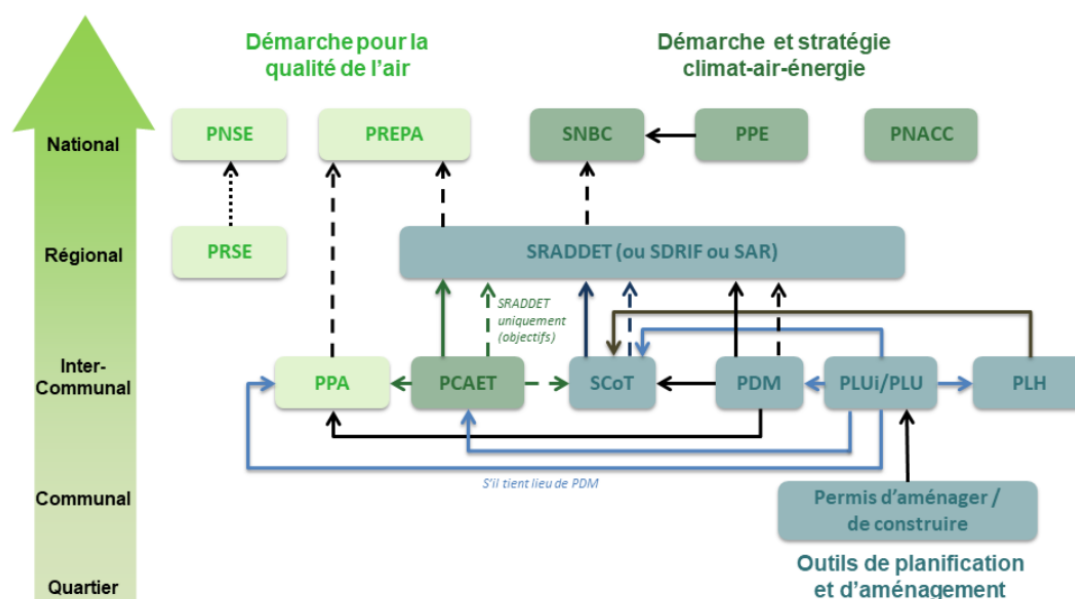 Démarche pour la
qualité de l'air
Démarche et stratégie
climat-air-énergie
National
PNSE
PREPA
SNBC
PPE
PNACC
Régional
PRSE
SRADDET (ou SDRIF ou SAR)
SRADDET
uniquement
(objectifs)
Inter-
Communal
PPA
PCAET
SCoT
PDM
PLUi/PLU
PLH
S'il tient lieu de PDM
Communal
Permis d'aménager /
de construire
Outils de planification
et d'aménagement
Quartier